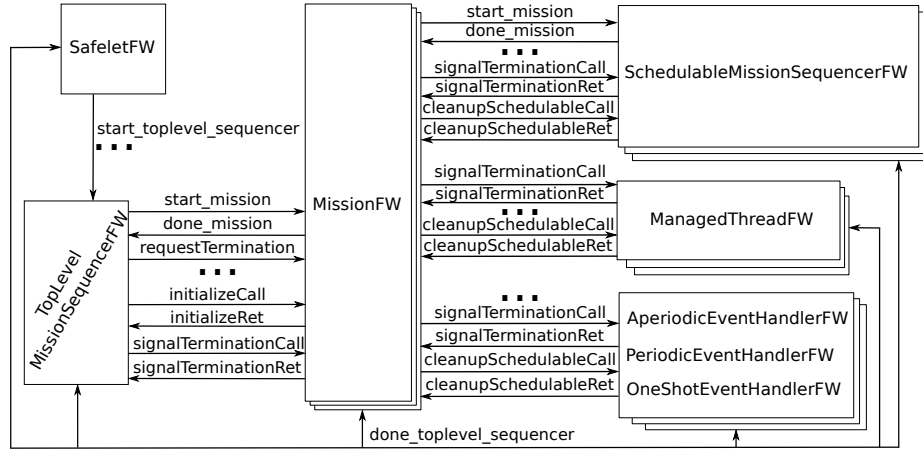 SafeletFW
start_toplevel_sequencer
...
TopLevel
MissionSequencerFW
start_mission
done_mission
requestTermination
...
initializeCall
initializeRet
signalTerminationCall
signalTerminationRet
MissionFW
start_mission
done_mission
...
signalTerminationCall
signalTerminationRet
cleanupSchedulableCall
cleanupSchedulableRet
SchedulableMissionSequencerFW
signalTerminationCall
signalTerminationRet
...
cleanupSchedulableCall
cleanupSchedulableRet
ManagedThreadFW
...
signalTerminationCall
signalTerminationRet
cleanupSchedulableCall
cleanupSchedulableRet
AperiodicEventHandlerFW
PeriodicEventHandlerFW
OneShotEventHandlerFW
done_toplevel_sequencer